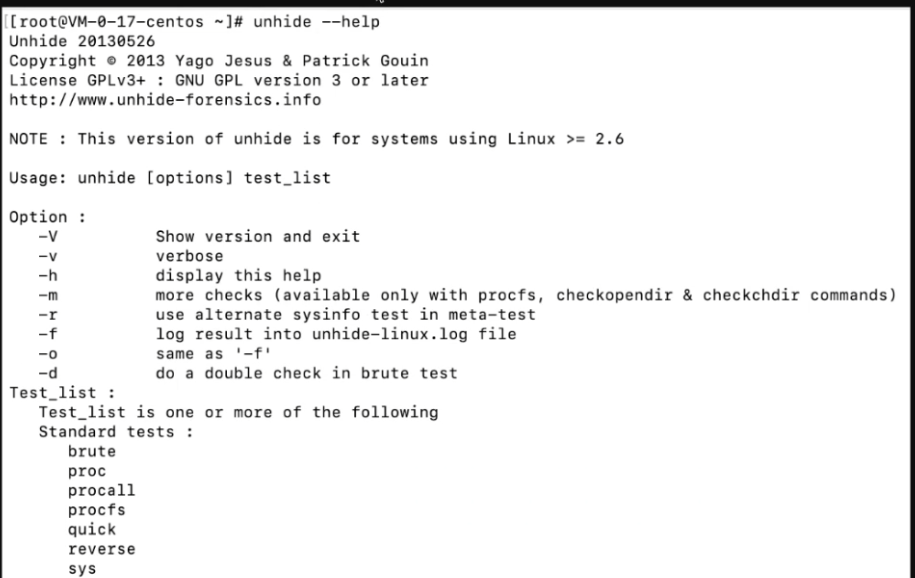 [[root@VM-0-17-centos ~]# unhide --help
Unhide 20130526
Copyright © 2013 Yago Jesus & Patrick Gouin
License GPLv3+ : GNU GPL version 3 or later
http://www.unhide-forensics.info

NOTE : This version of unhide is for systems using Linux >= 2.6

Usage: unhide [options] test_list

Option :
   -V          Show version and exit
   -v          verbose
   -h          display this help
   -m          more checks (available only with procfs, checkopendir & checkchdir commands)
   -r          use alternate sysinfo test in meta-test
   -f          log result into unhide-linux.log file
   -o          same as '-f'
   -d          do a double check in brute test
Test_list :
   Test_list is one or more of the following
   Standard tests :
      brute
      proc
      procall
      procfs
      quick
      reverse
      sys